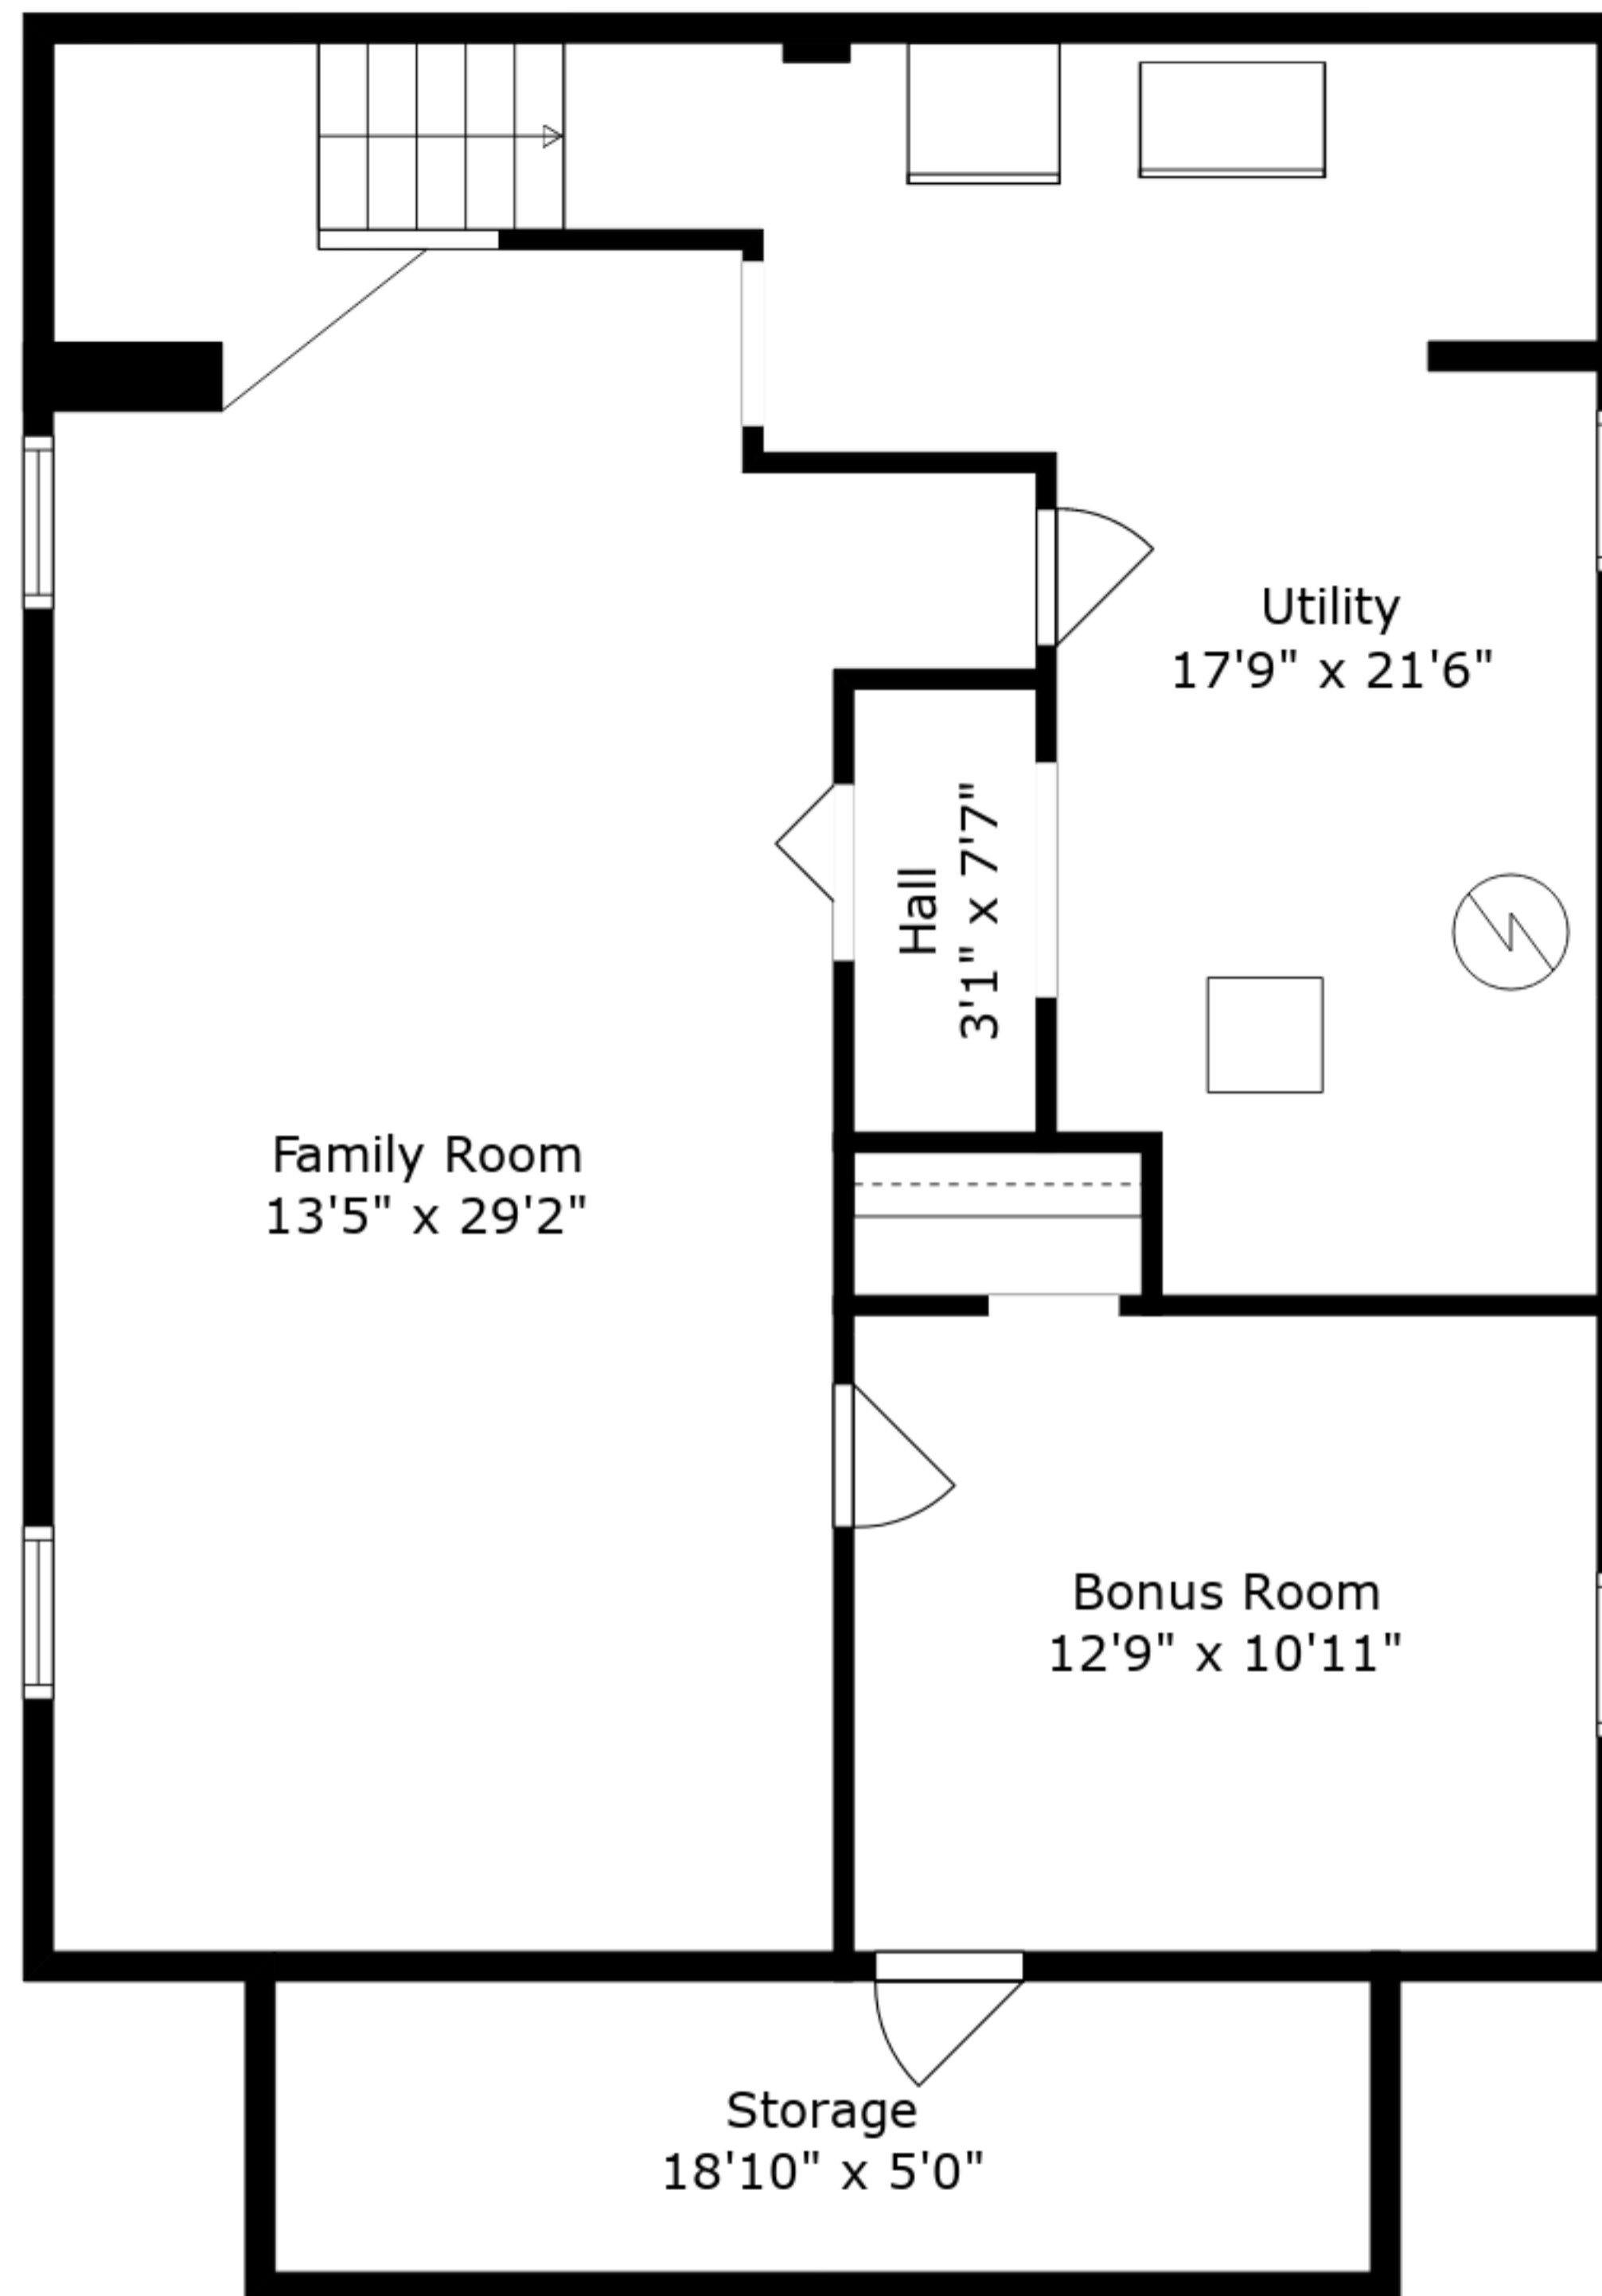 Utility
17'9" x 21'6"
Hall
3'1" x 7'7"
Family Room
13'5" x 29'2"
Bonus Room
12'9" x 10'11"
Storage
18'10" x 5'0"